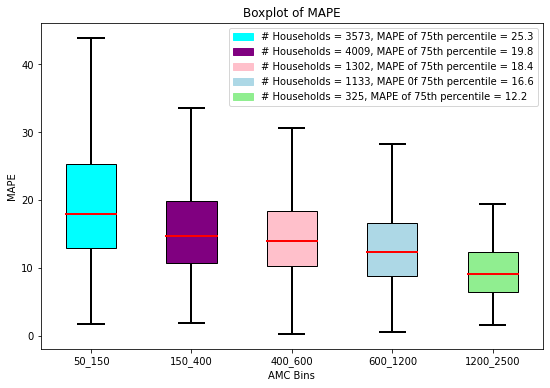 Boxplot of MAPE
# Households = 3573, MAPE of 75th percentile = 25.3
# Households = 4009, MAPE of 75th percentile = 19.8
# Households = 1302, MAPE of 75th percentile = 18.4
# Households = 1133, MAPE 0f 75th percentile = 16.6
# Households = 325, MAPE of 75th percentile = 12.2
MAPE
40
30
20
10
0
50_150 150_400 400_600 600_1200 1200_2500
AMC Bins